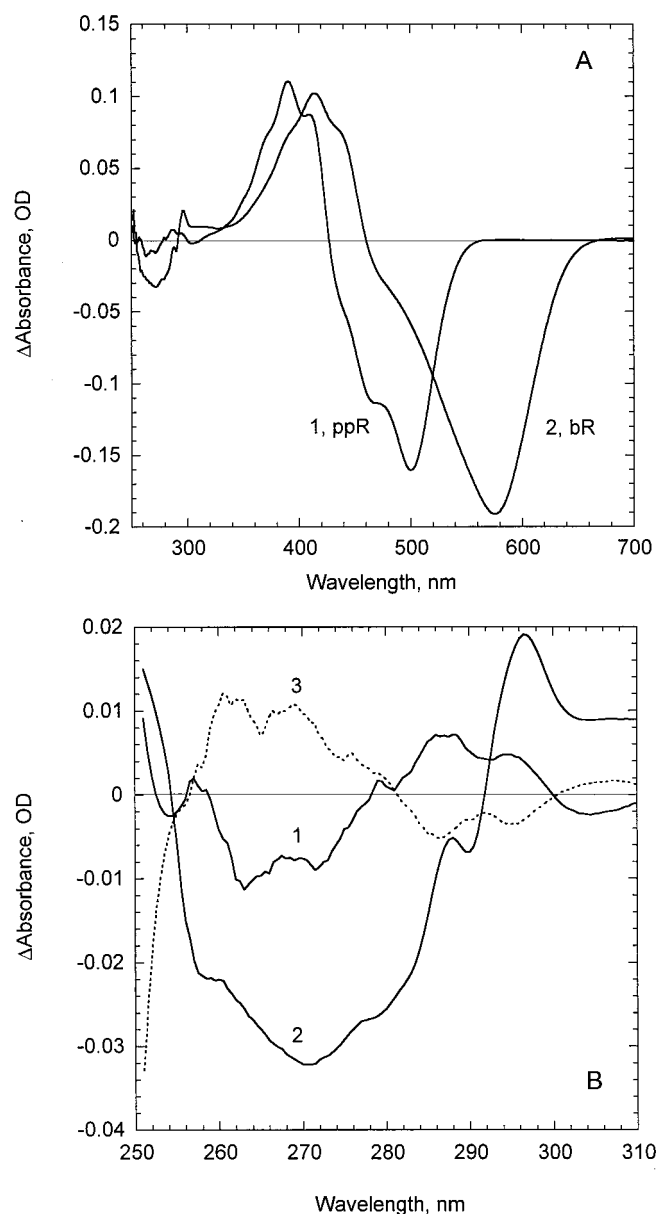 0.15
A
0.1
0.05
0
-0.05
-0.1
-0.15
-0.2
ΔAbsorbance, OD
1, ppR
2, bR
300 400 500 600 700
Wavelength, nm
0.02
0.01
0
-0.01
-0.02
-0.03
-0.04
ΔAbsorbance, OD
3
1
2
B
250 260 270 280 290 300 310
Wavelength, nm